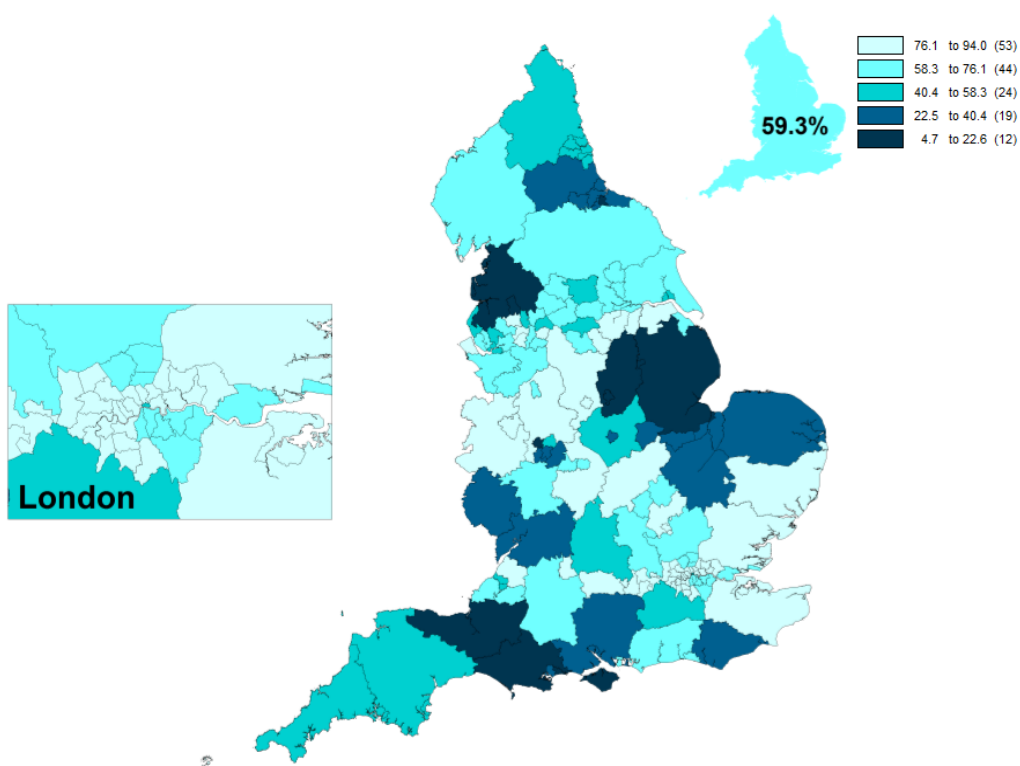 76.1 to 94.0 (53)
58.3 to 76.1 (44)
40.4 to 58.3 (24)
22.5 to 40.4 (19)
4.7 to 22.6 (12)
59.3%
London